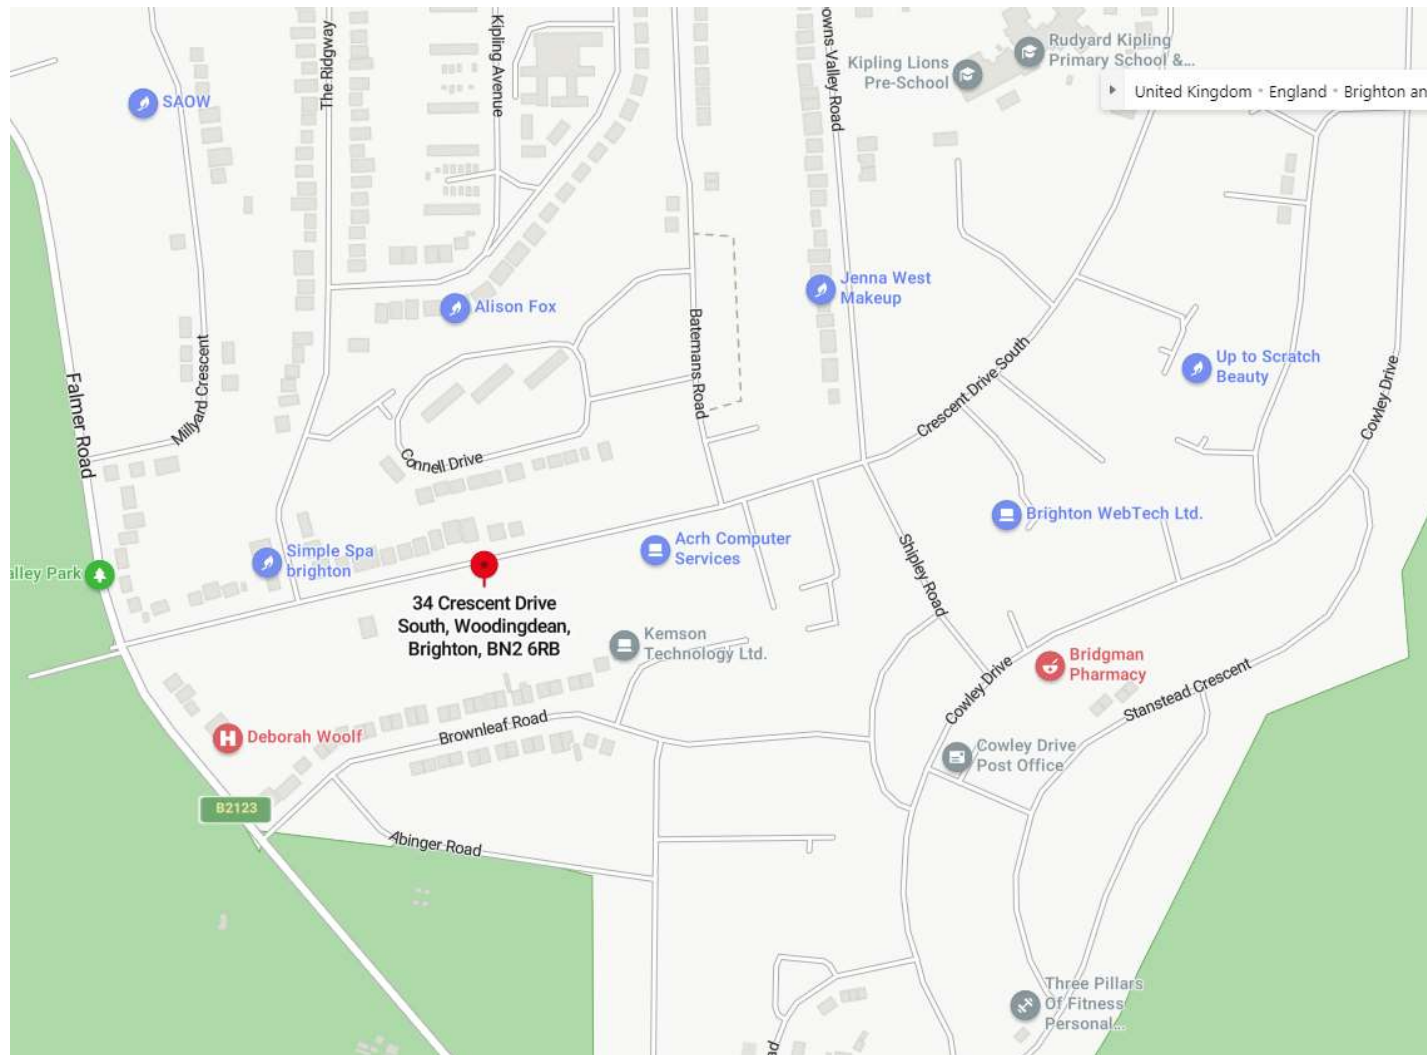 The Ridgway
Kipling Avenue
owns Valley Road
Kipling Lions
Pre-School
Rudyard Kipling
Primary School &...
United Kingdom • England • Brighton an
SAOW
Alison Fox
Jenna West
Makeup
Batemans Road
Millyard Crescent
Falmer Road
Connell Drive
Crescent Drive South
Up to Scratch
Beauty
Cowley Drive
Simple Spa
brighton
alley Park
Acrh Computer
Services
Brighton WebTech Ltd.
Shipley Road
34 Crescent Drive
South, Woodingdean,
Brighton, BN2 6RB
Kemson
Technology Ltd.
Bridgman
Pharmacy
Cowley Drive
Stanstead Crescent
Deborah Woolf
H
Brownleaf Road
Cowley Drive
Post Office
B2123
Abinger Road
Three Pillars
Of Fitness
Personal...
ad